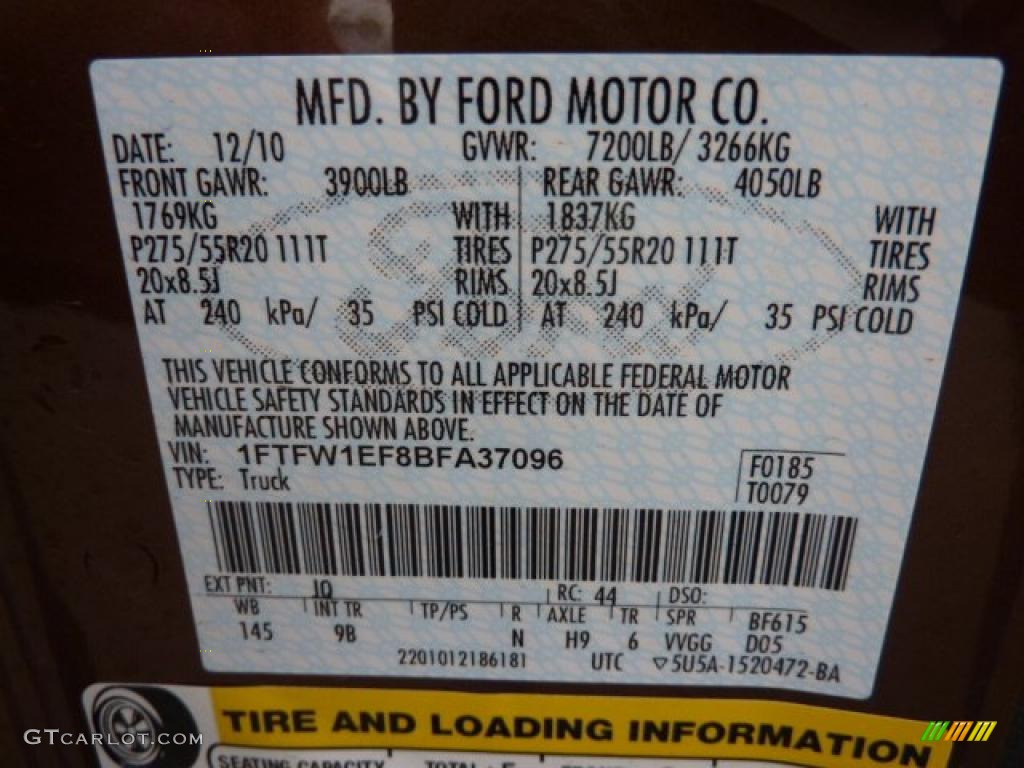 MFD. BY FORD MOTOR CO.
DATE: 12/10 GVWR: 7200LB/ 3266KG
FRONT GAWR: 3900LB REAR GAWR: 4050LB
1769KG WITH 1837KG WITH
P275/55R20 111T TIRES P275/55R20 111T TIRES
20x8.5J RIMS 20x8.5J RIMS
AT 240 kPa/ 35 PSI COLD AT 240 kPa/ 35 PSI COLD
THIS VEHICLE CONFORMS TO ALL APPLICABLE FEDERAL MOTOR
VEHICLE SAFETY STANDARDS IN EFFECT ON THE DATE OF
MANUFACTURE SHOWN ABOVE.
VIN: 1FTFW1EF8BFA37096 F0185
TYPE: Truck T0079
EXT PNT: JQ RC: 44 DSO:
WB INT TR TP/PS R AXLE TR SPR BF615
145 9B N H9 6 VVGG D05
2201012186181 UTC ▽5U5A-1520472-BA
TIRE AND LOADING INFORMATION
SEATING CAPACITY
GTCARLOT.COM